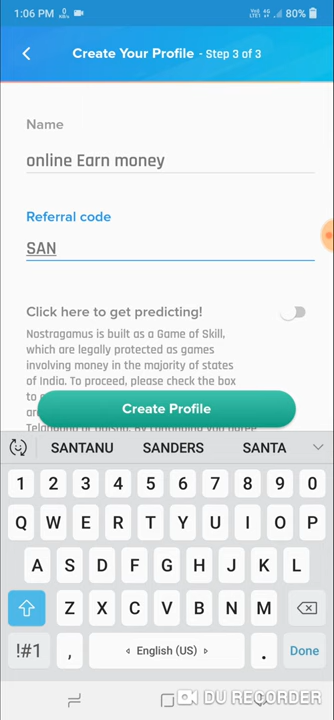 1:06 PM
80%
Create Your Profile - Step 3 of 3
Name
online Earn money
Referral code
SAN
Click here to get predicting!
Nostragamus is built as a Game of Skill,
which are legally protected as games
involving money in the majority of states
of India. To proceed, please check the box
Create Profile
SANTANU SANDERS SANTA
1 2 3 4 5 6 7 8 9 0
Q W E R T Y U I O P
A S D F G H J K L
Z X C V B N M
!#1 , English (US) . Done
DU RECORDER